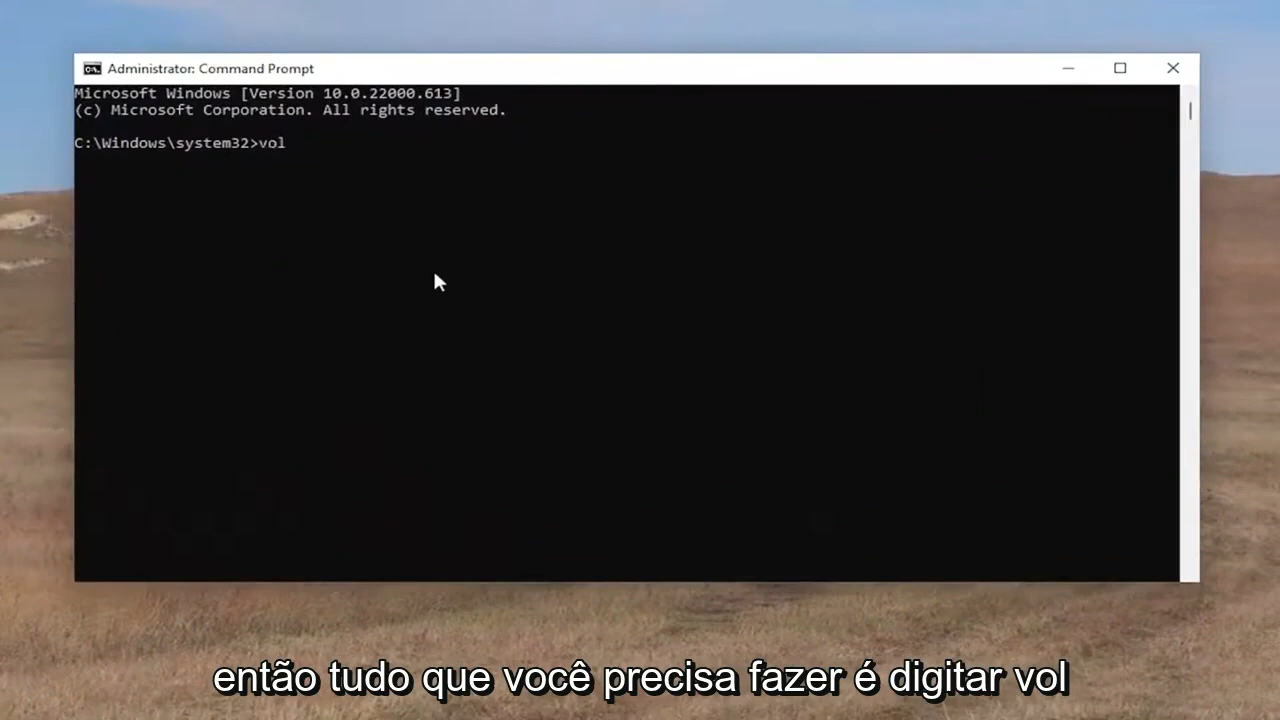 Administrator: Command Prompt
Microsoft Windows [Version 10.0.22000.613]
(c) Microsoft Corporation. All rights reserved.
C:\Windows\system32>vol
então tudo que você precisa fazer é digitar vol